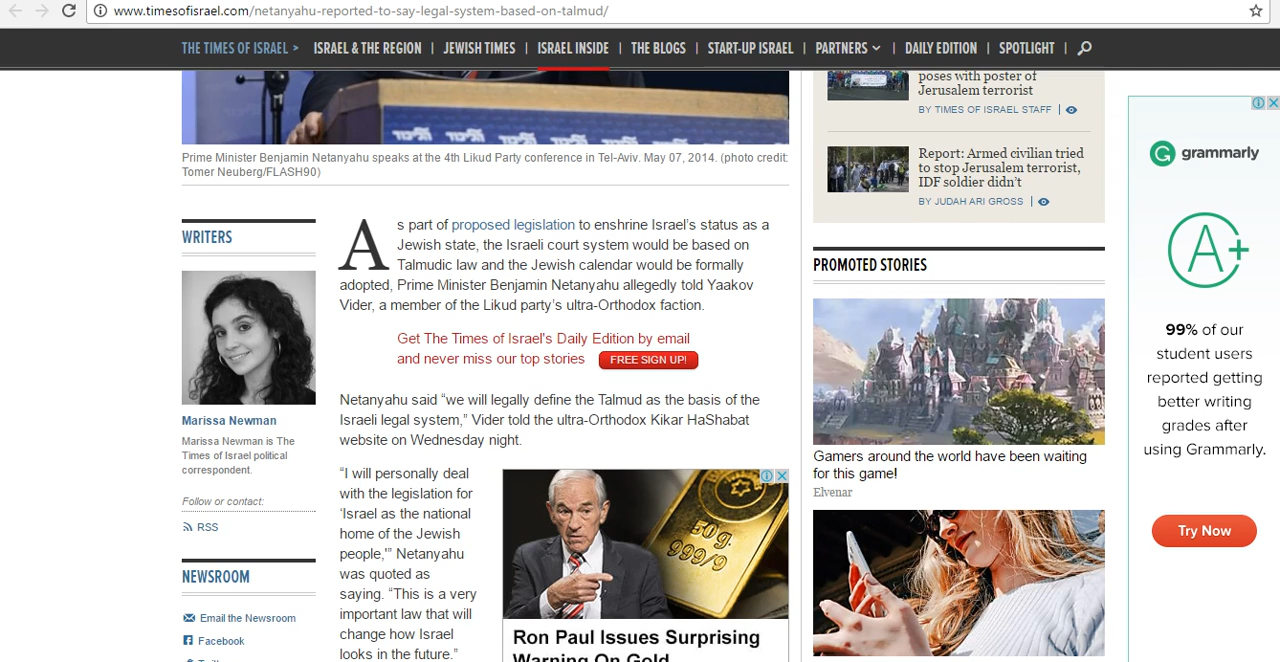 www.timesofisrael.com/netanyahu-reported-to-say-legal-system-based-on-talmud/
THE TIMES OF ISRAEL >
ISRAEL & THE REGION | JEWISH TIMES | ISRAEL INSIDE | THE BLOGS | START-UP ISRAEL | PARTNERS | DAILY EDITION | SPOTLIGHT |
Prime Minister Benjamin Netanyahu speaks at the 4th Likud Party conference in Tel-Aviv. May 07, 2014. (photo credit:
Tomer Neuberg/FLASH90)
WRITERS
Marissa Newman
Marissa Newman is The
Times of Israel political
correspondent.
Follow or contact:
RSS
NEWSROOM
Email the Newsroom
Facebook
As part of proposed legislation to enshrine Israel's status as a
Jewish state, the Israeli court system would be based on
Talmudic law and the Jewish calendar would be formally
adopted, Prime Minister Benjamin Netanyahu allegedly told Yaakov
Vider, a member of the Likud party's ultra-Orthodox faction.
Get The Times of Israel's Daily Edition by email
and never miss our top stories
FREE SIGN UP!
Netanyahu said “we will legally define the Talmud as the basis of the
Israeli legal system,” Vider told the ultra-Orthodox Kikar HaShabat
website on Wednesday night.
“I will personally deal
with the legislation for
‘Israel as the national
home of the Jewish
people,’” Netanyahu
was quoted as
saying. “This is a very
important law that will
change how Israel
looks in the future.”
50g.
999/9
Ron Paul Issues Surprising
Warning On Gold
poses with poster of
Jerusalem terrorist
BY TIMES OF ISRAEL STAFF |
Report: Armed civilian tried
to stop Jerusalem terrorist,
IDF soldier didn’t
BY JUDAH ARI GROSS |
PROMOTED STORIES
Gamers around the world have been waiting
for this game!
Elvenar
grammarly
A+
99% of our
student users
reported getting
better writing
grades after
using Grammarly.
Try Now